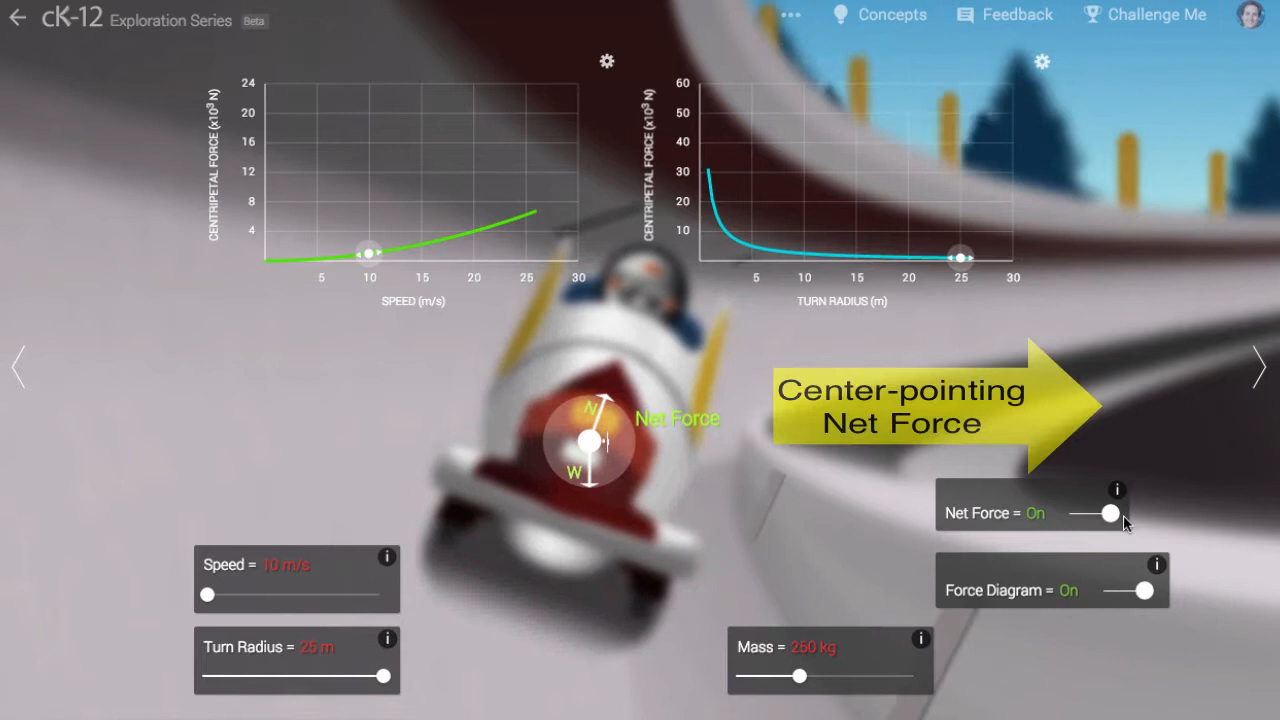 cK-12 Exploration Series Beta
Concepts
Feedback
Challenge Me
CENTRIPETAL FORCE (x10³ N)
24
20
16
12
8
4
5 10 15 20 25 30
SPEED (m/s)
CENTRIPETAL FORCE (x10³ N)
60
50
40
30
20
10
5 10 15 20 25 30
TURN RADIUS (m)
N
Net Force
W
Center-pointing
Net Force
Net Force = On
i
Force Diagram = On
i
Speed = 10 m/s
i
Turn Radius = 25 m
i
Mass = 250 kg
i